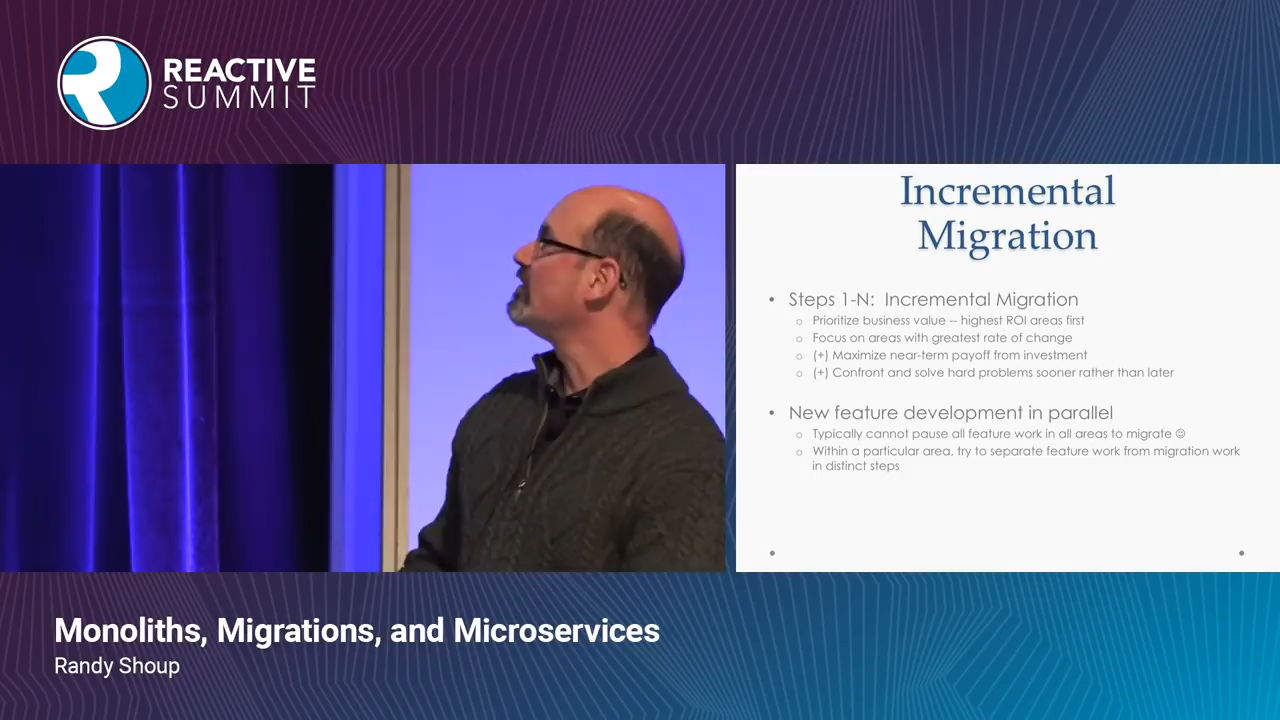 REACTIVE
SUMMIT
Incremental
Migration
• Steps 1-N: Incremental Migration
o Prioritize business value -- highest ROI areas first
o Focus on areas with greatest rate of change
o (+) Maximize near-term payoff from investment
o (+) Confront and solve hard problems sooner rather than later
• New feature development in parallel
o Typically cannot pause all feature work in all areas to migrate ☺
o Within a particular area, try to separate feature work from migration work
in distinct steps
Monoliths, Migrations, and Microservices
Randy Shoup